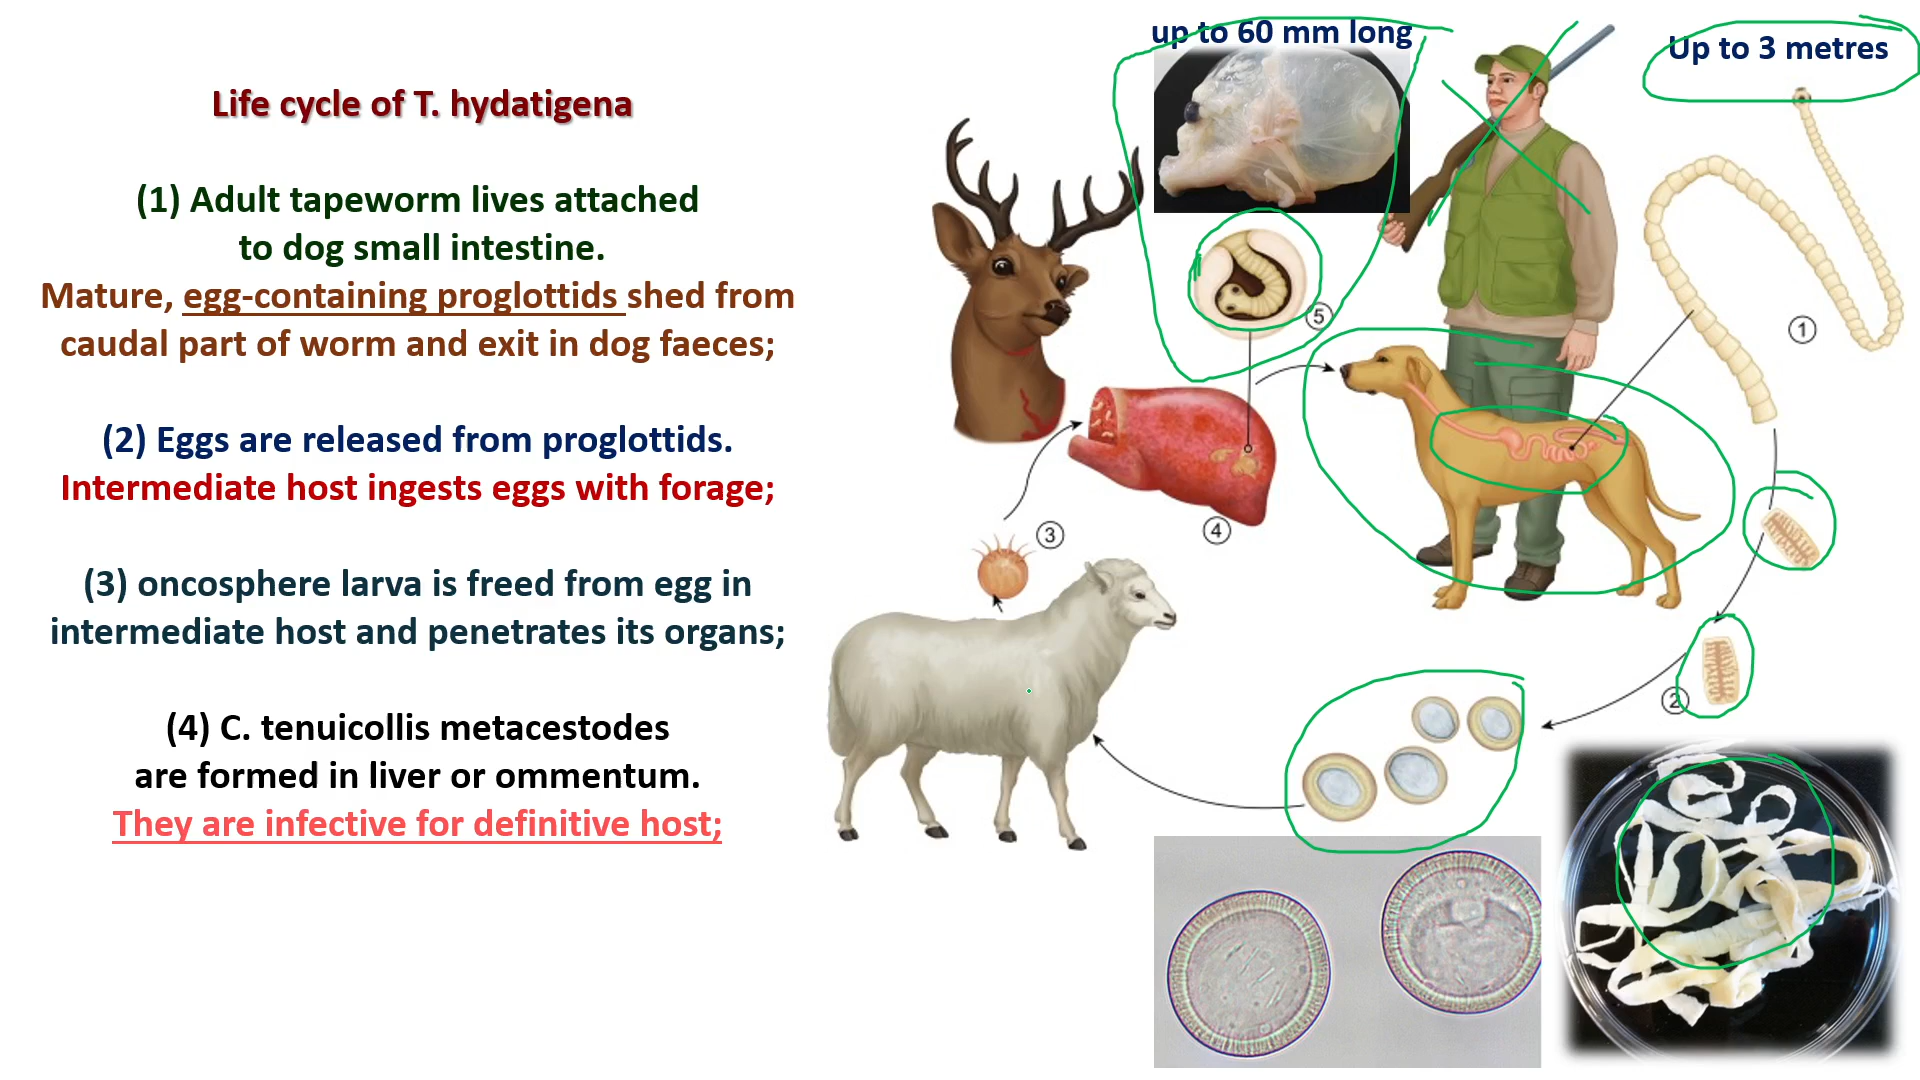 Life cycle of T. hydatigena
(1) Adult tapeworm lives attached
to dog small intestine.
Mature, egg-containing proglottids shed from
caudal part of worm and exit in dog faeces;
(2) Eggs are released from proglottids.
Intermediate host ingests eggs with forage;
(3) oncosphere larva is freed from egg in
intermediate host and penetrates its organs;
(4) C. tenuicollis metacestodes
are formed in liver or ommentum.
They are infective for definitive host;
up to 60 mm long
Up to 3 metres
5
1
3
4
2